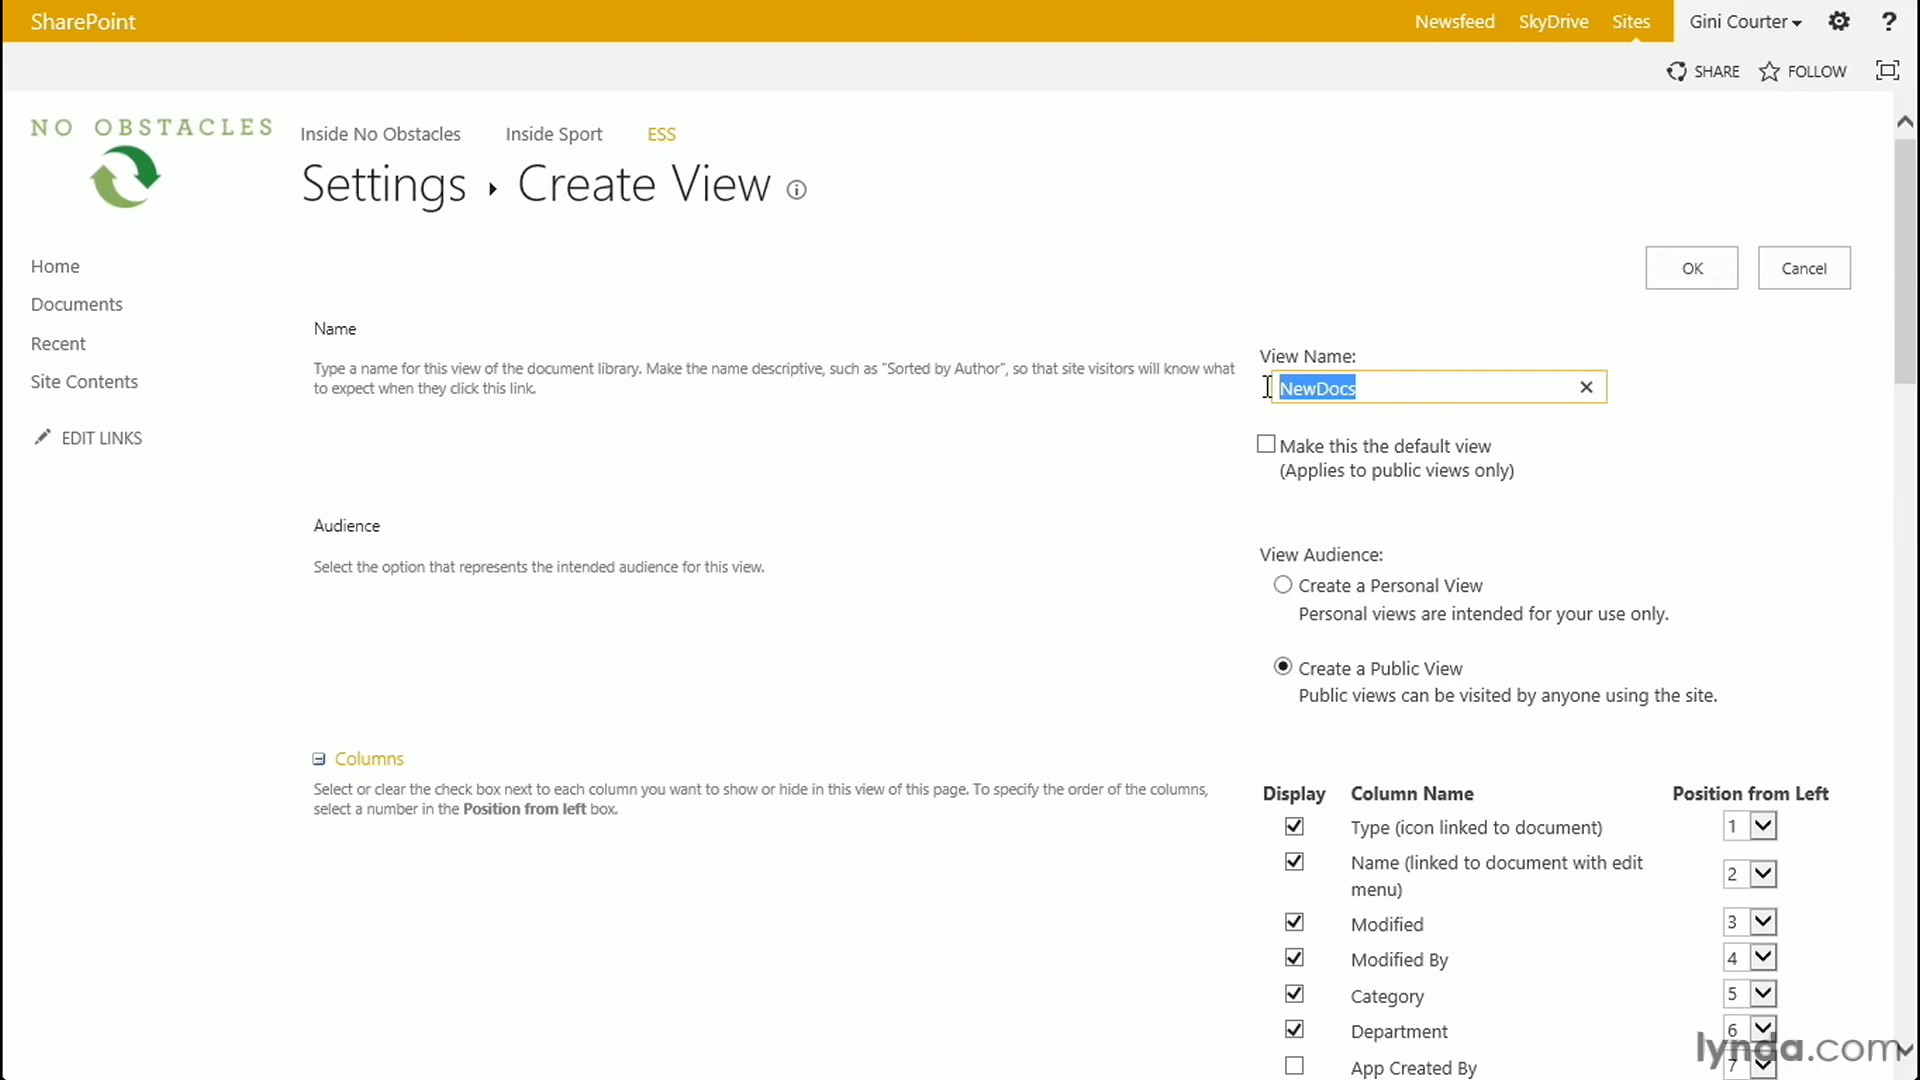 SharePoint
Newsfeed SkyDrive Sites Gini Courter ?
SHARE FOLLOW
NO OBSTACLES
Inside No Obstacles Inside Sport ESS
Settings Create View
Home
Documents
Recent
Site Contents
EDIT LINKS
OK Cancel
Name
Type a name for this view of the document library. Make the name descriptive, such as "Sorted by Author", so that site visitors will know what
to expect when they click this link.
View Name:
NewDocs
Make this the default view
(Applies to public views only)
Audience
Select the option that represents the intended audience for this view.
View Audience:
Create a Personal View
Personal views are intended for your use only.
Create a Public View
Public views can be visited by anyone using the site.
Columns
Select or clear the check box next to each column you want to show or hide in this view of this page. To specify the order of the columns,
select a number in the Position from left box.
Display Column Name Position from Left
Type (icon linked to document) 1
Name (linked to document with edit
menu) 2
Modified 3
Modified By 4
Category 5
Department 6
App Created By 7
lynda.com